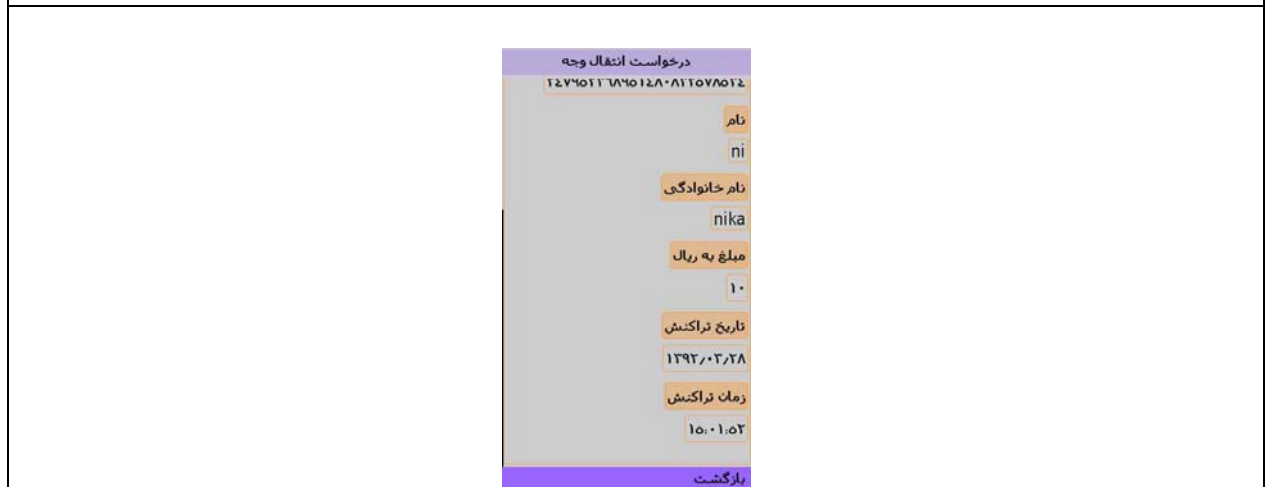 درخواست انتقال وجه
نام
ni
نام خانوادگی
nika
مبلغ به ریال
۱۰
تاریخ تراکنش
۱۳۹۲/۰۳/۲۸
زمان تراکنش
۱۵:۰۱:۵۲
بازگشت